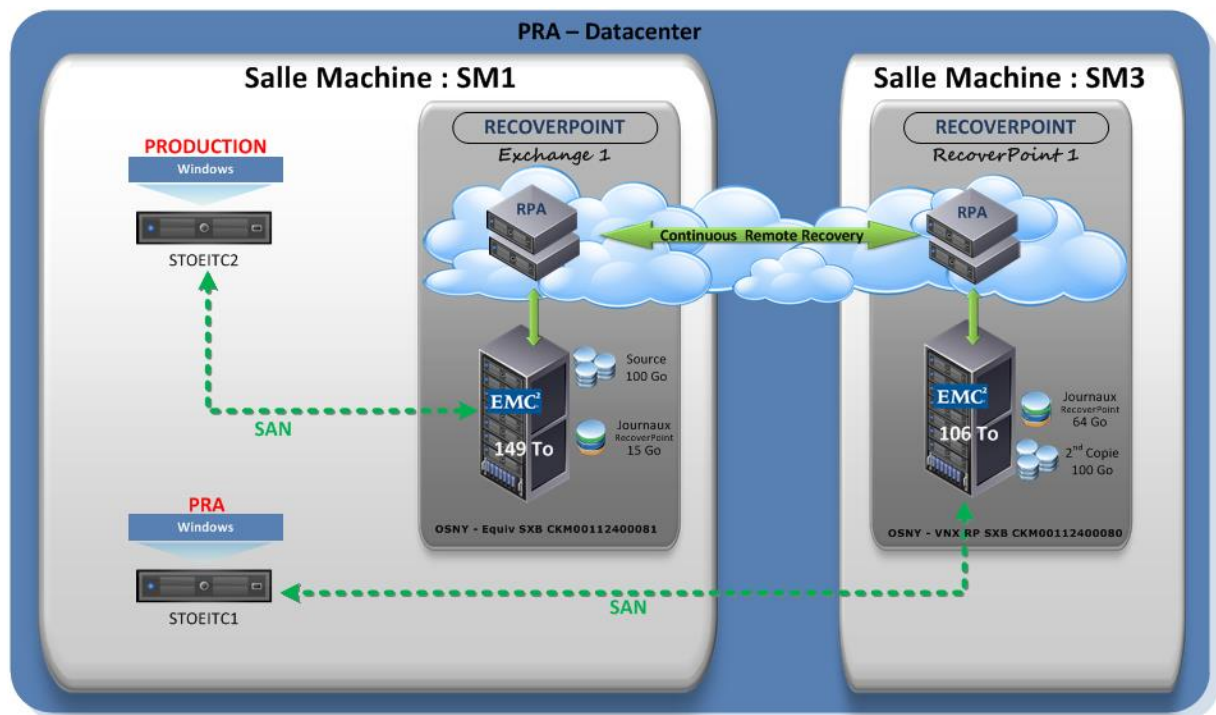 PRA – Datacenter
Salle Machine : SM1
PRODUCTION
Windows
STOEITC2
SAN
PRA
Windows
STOEITC1
SAN
RECOVERPOINT
Exchange 1
RPA
Continuous Remote Recovery
EMC²
149 To
Source
100 Go
Journaux
RecoverPoint
15 Go
OSNY - Equiv SXB CKM00112400081
Salle Machine : SM3
RECOVERPOINT
RecoverPoint 1
RPA
EMC²
106 To
Journaux
RecoverPoint
64 Go
2nd Copie
100 Go
OSNY - VNX RP SXB CKM00112400080